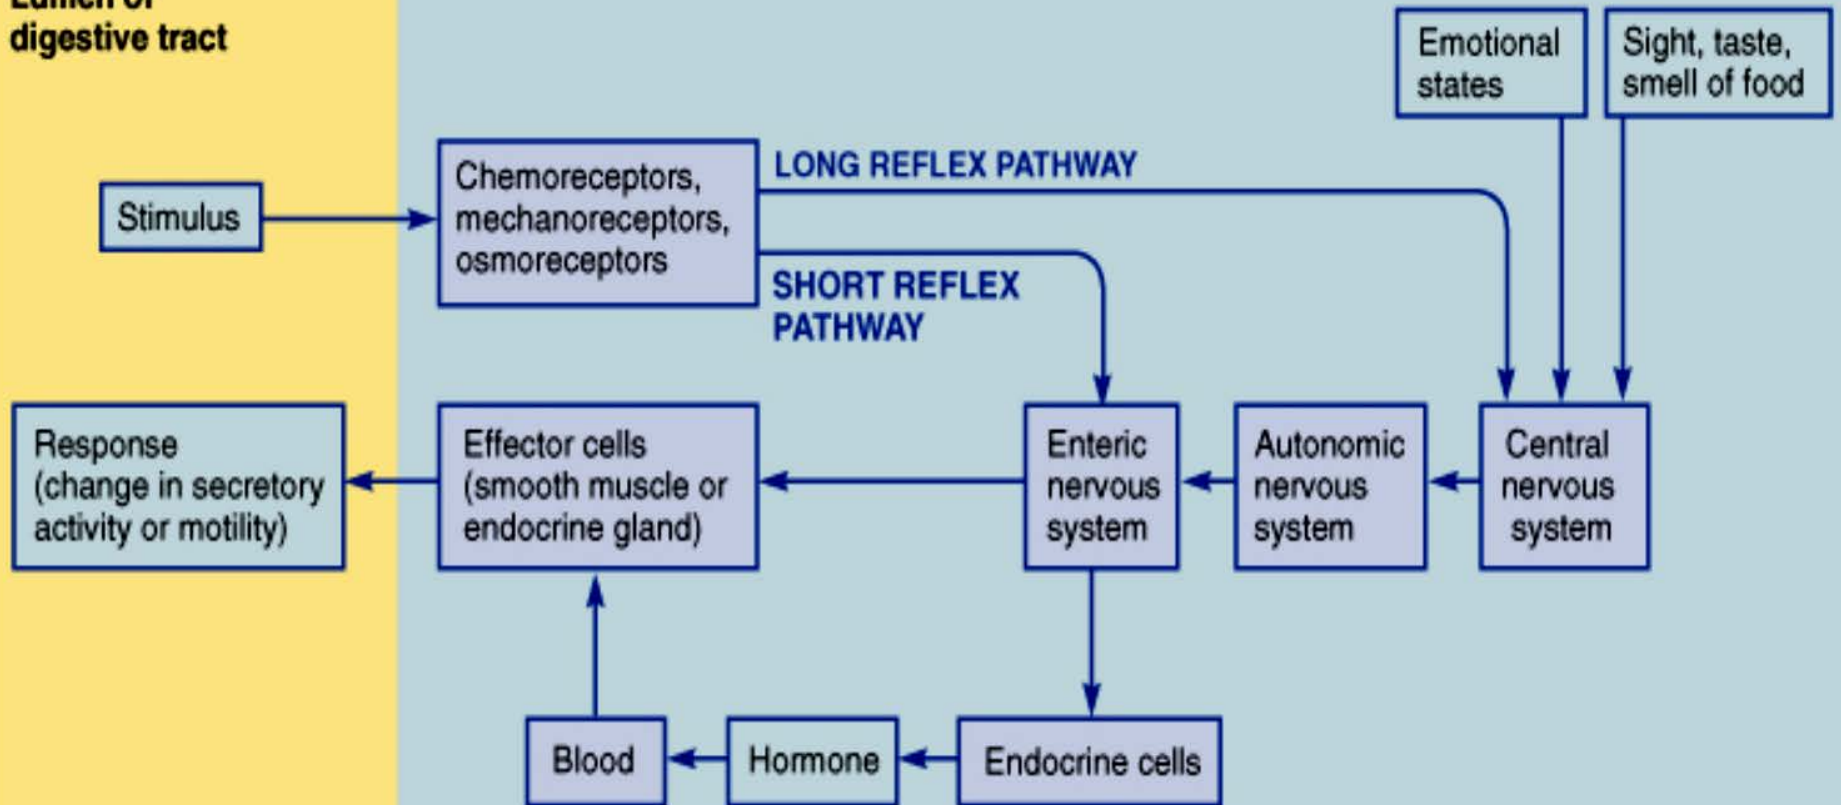 digestive tract
Emotional
states
Sight, taste,
smell of food
Stimulus
Chemoreceptors,
mechanoreceptors,
osmoreceptors
LONG REFLEX PATHWAY
SHORT REFLEX
PATHWAY
Response
(change in secretory
activity or motility)
Effector cells
(smooth muscle or
endocrine gland)
Enteric
nervous
system
Autonomic
nervous
system
Central
nervous
system
Blood
Hormone
Endocrine cells